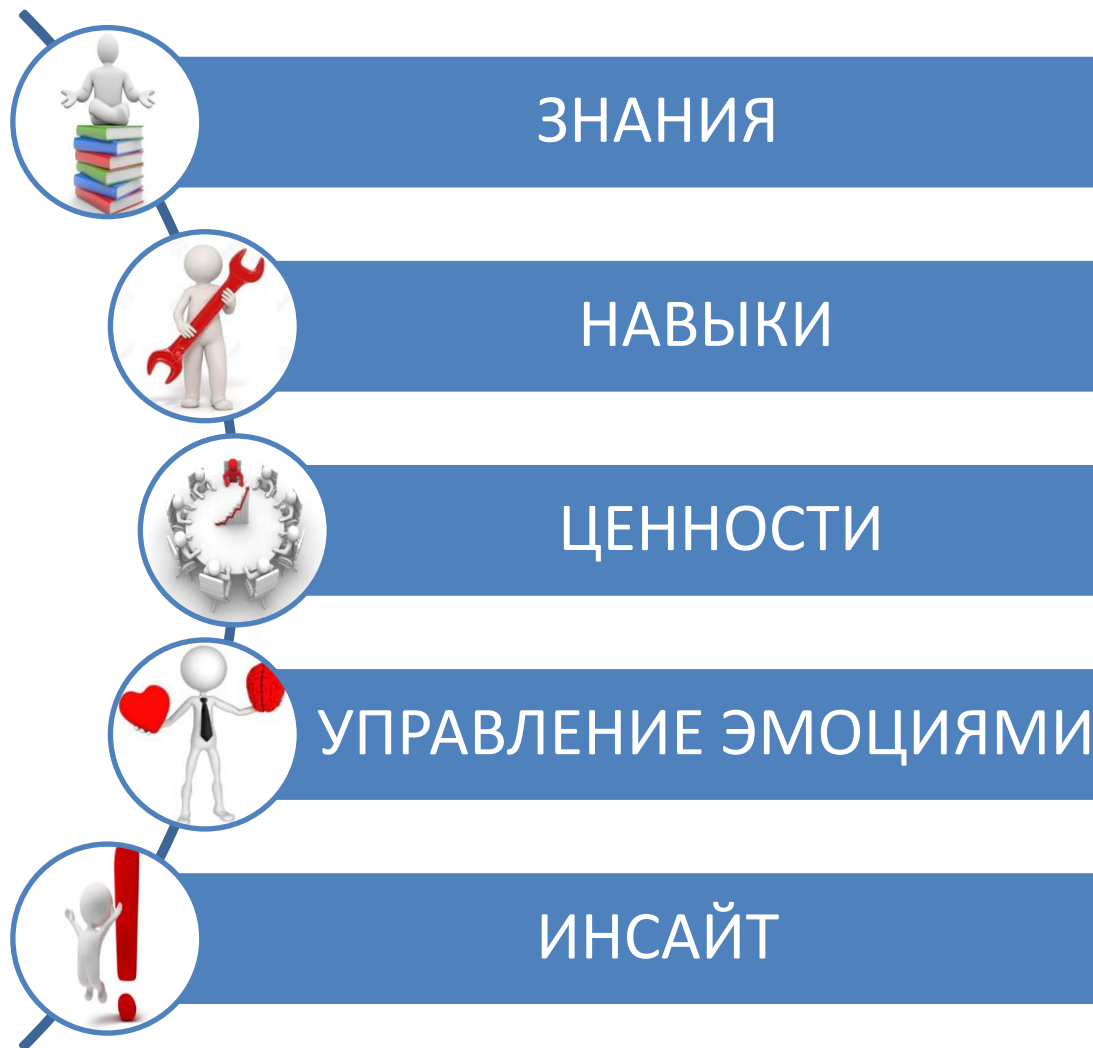 ЗНАНИЯ
НАВЫКИ
ЦЕННОСТИ
УПРАВЛЕНИЕ ЭМОЦИЯМИ
ИНСАЙТ